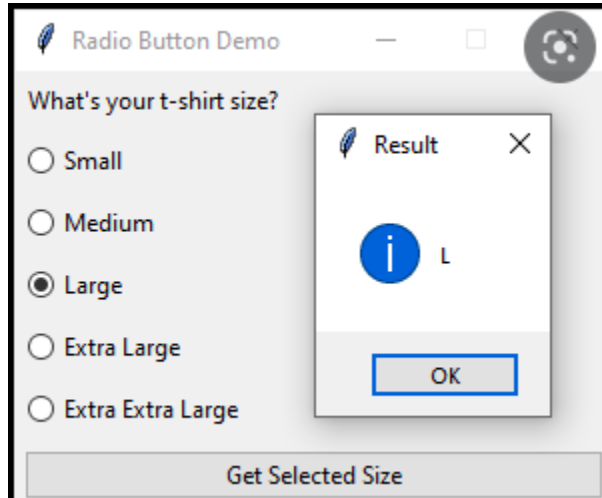 Radio Button Demo
What's your t-shirt size?
Small
Medium
Large
Extra Large
Extra Extra Large
Get Selected Size
Result
L
OK